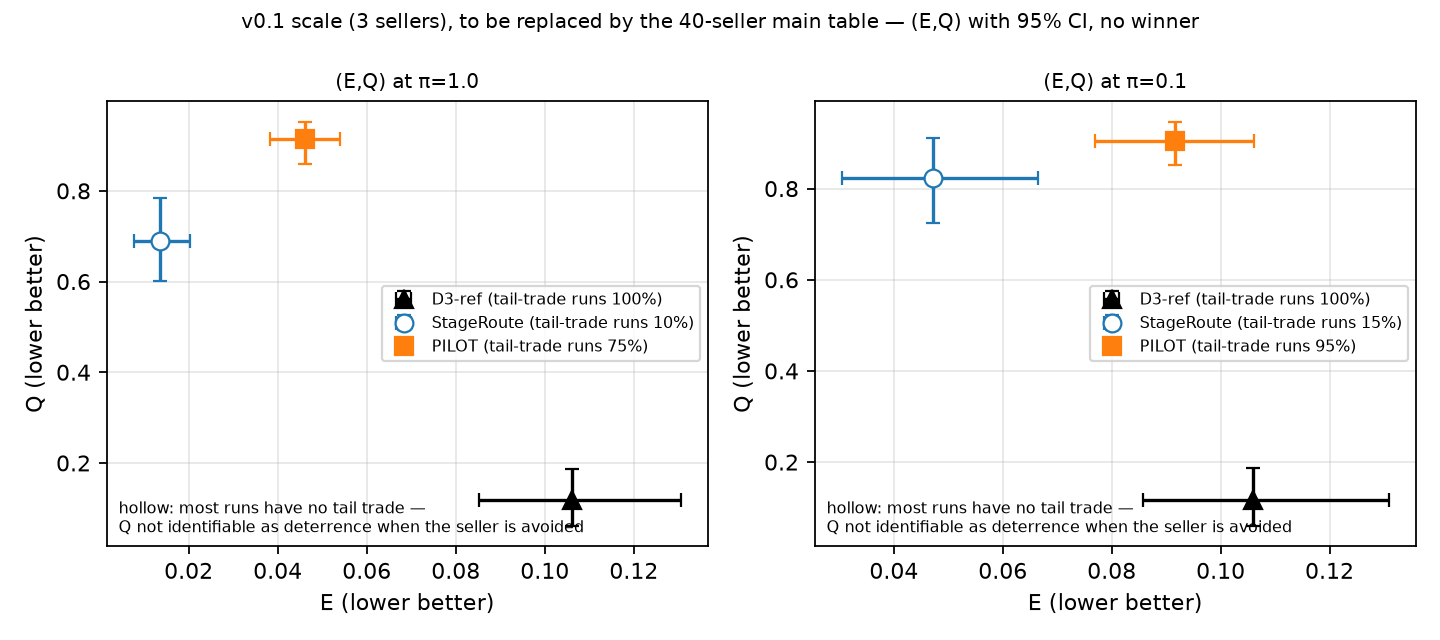 v0.1 scale (3 sellers), to be replaced by the 40-seller main table — (E,Q) with 95% CI, no winner
(E,Q) at π=1.0
Q (lower better)
0.8
0.6
0.4
0.2
D3-ref (tail-trade runs 100%)
StageRoute (tail-trade runs 10%)
PILOT (tail-trade runs 75%)
hollow: most runs have no tail trade —
Q not identifiable as deterrence when the seller is avoided
0.02 0.04 0.06 0.08 0.10 0.12
E (lower better)
(E,Q) at π=0.1
Q (lower better)
0.8
0.6
0.4
0.2
D3-ref (tail-trade runs 100%)
StageRoute (tail-trade runs 15%)
PILOT (tail-trade runs 95%)
hollow: most runs have no tail trade —
Q not identifiable as deterrence when the seller is avoided
0.04 0.06 0.08 0.10 0.12
E (lower better)